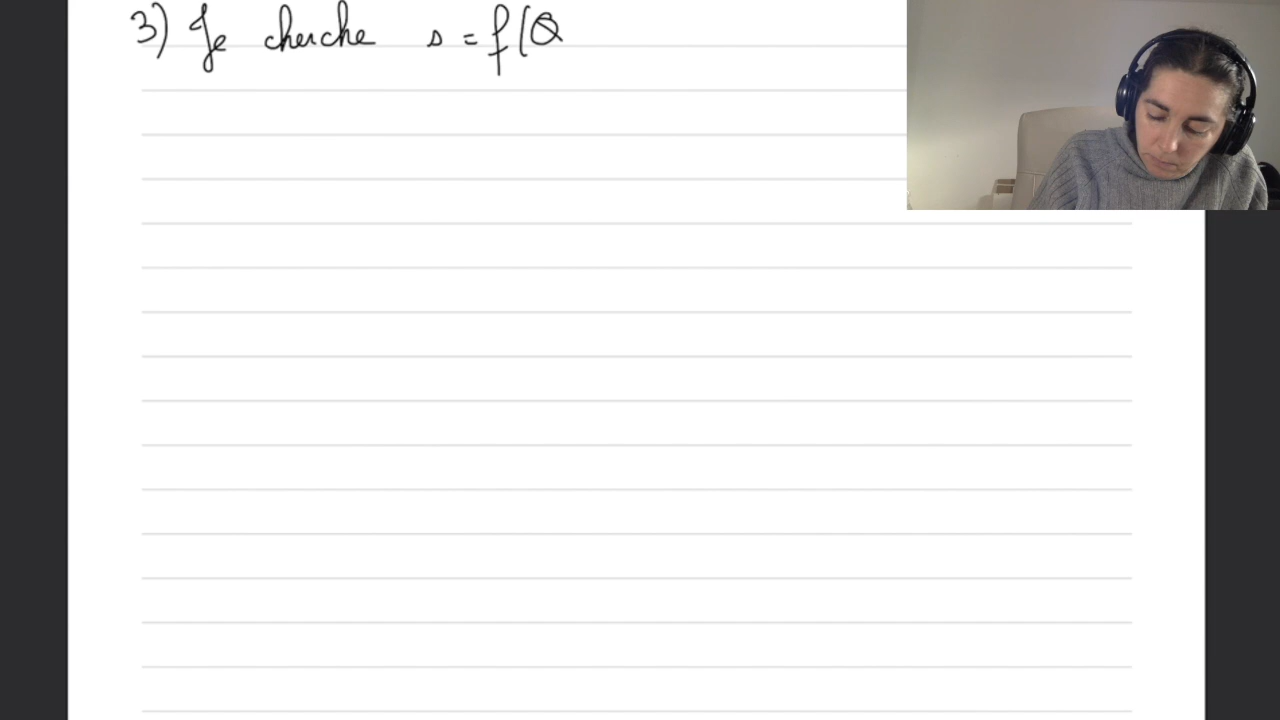 3) Je cherche s = f(Q